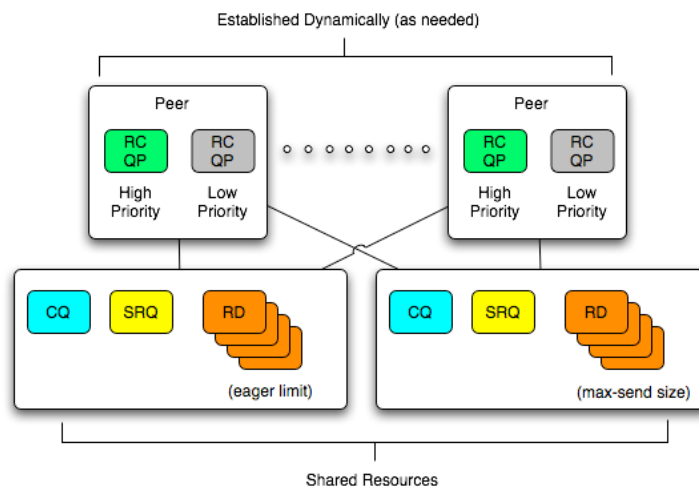 Established Dynamically (as needed)
Peer
RC
QP
RC
QP
High
Priority
Low
Priority
Peer
RC
QP
RC
QP
High
Priority
Low
Priority
CQ
SRQ
RD
(eager limit)
CQ
SRQ
RD
(max-send size)
Shared Resources